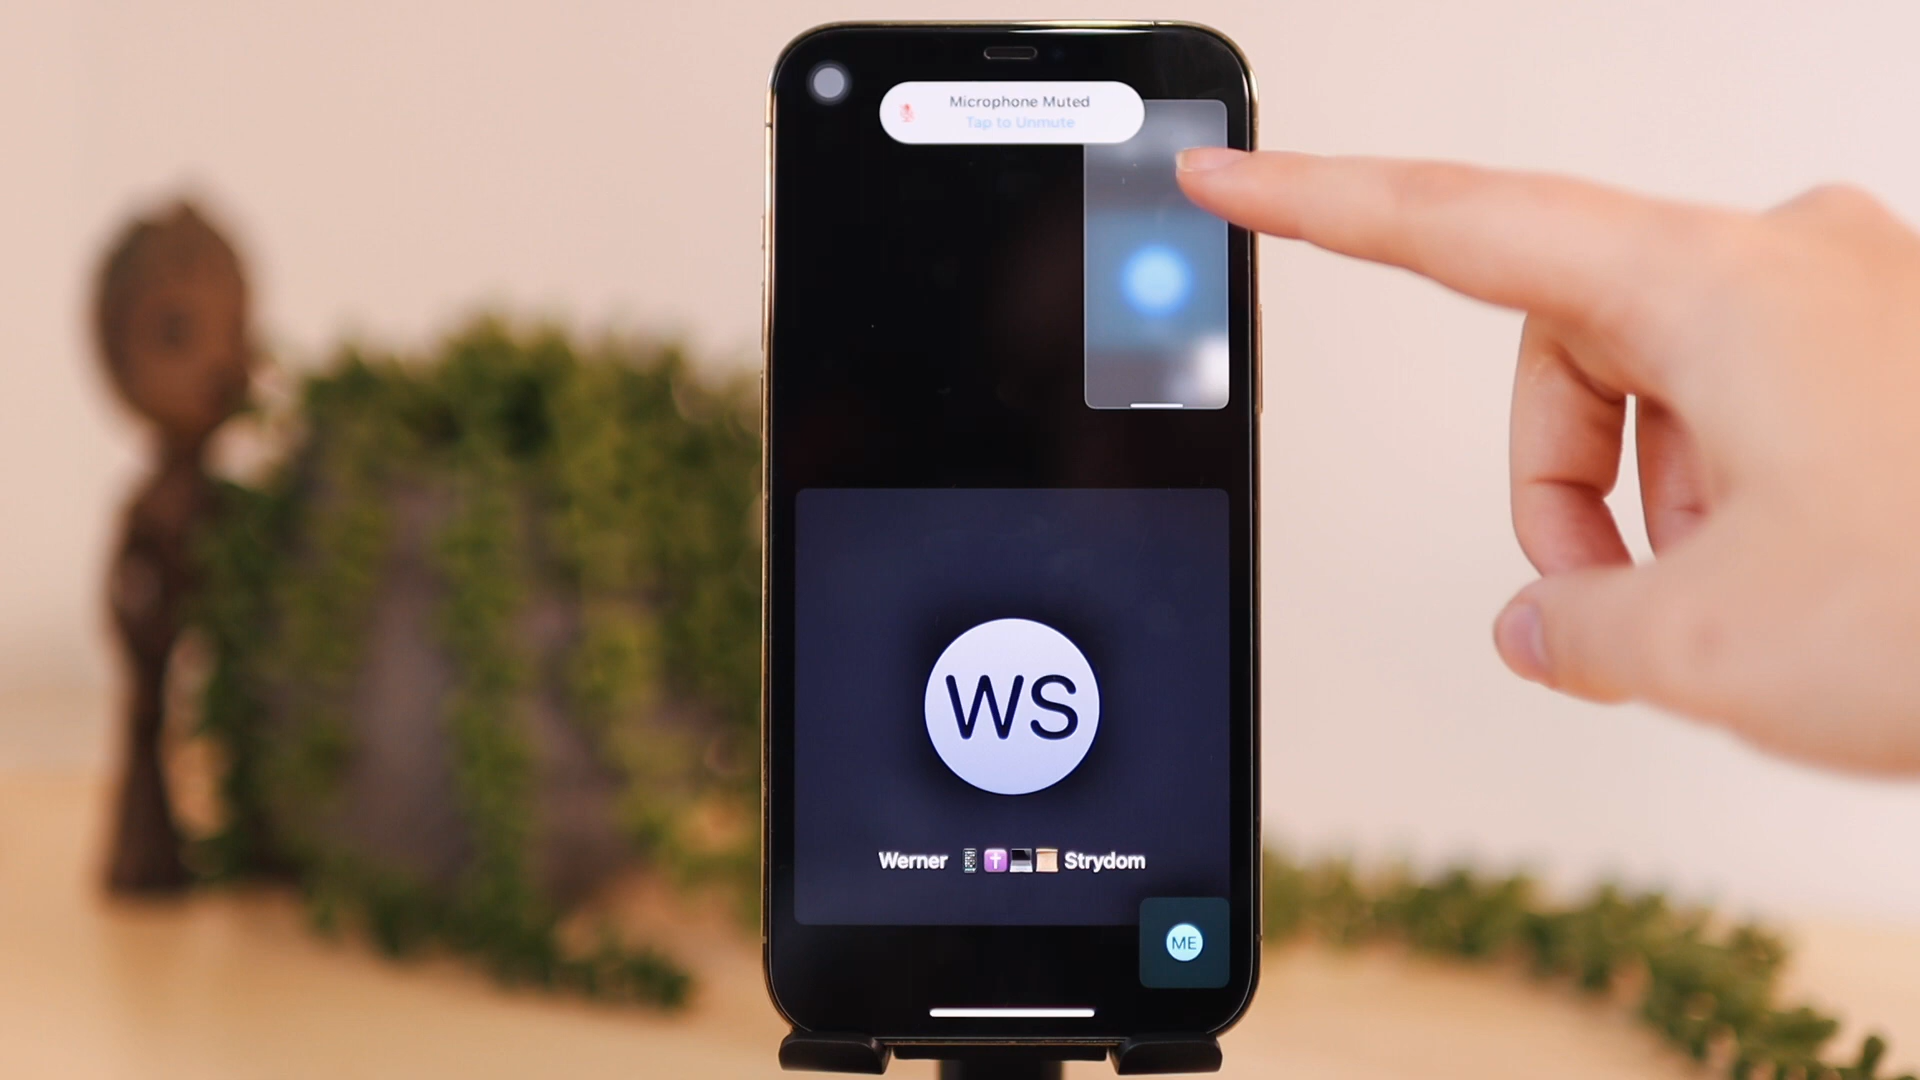 Microphone Muted
Tap to Unmute
WS
Werner 📱✝️💻📜 Strydom
ME